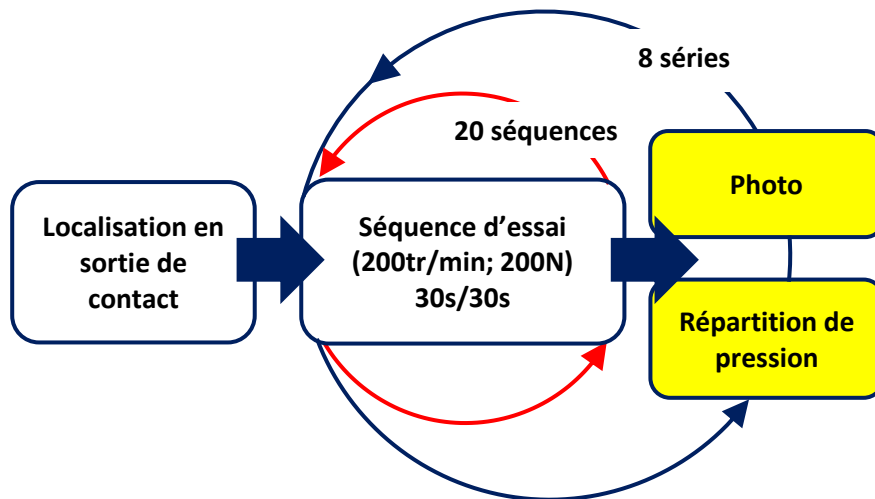 8 séries
20 séquences
Photo
Localisation en
sortie de
contact
Séquence d’essai
(200tr/min; 200N)
30s/30s
Répartition de
pression